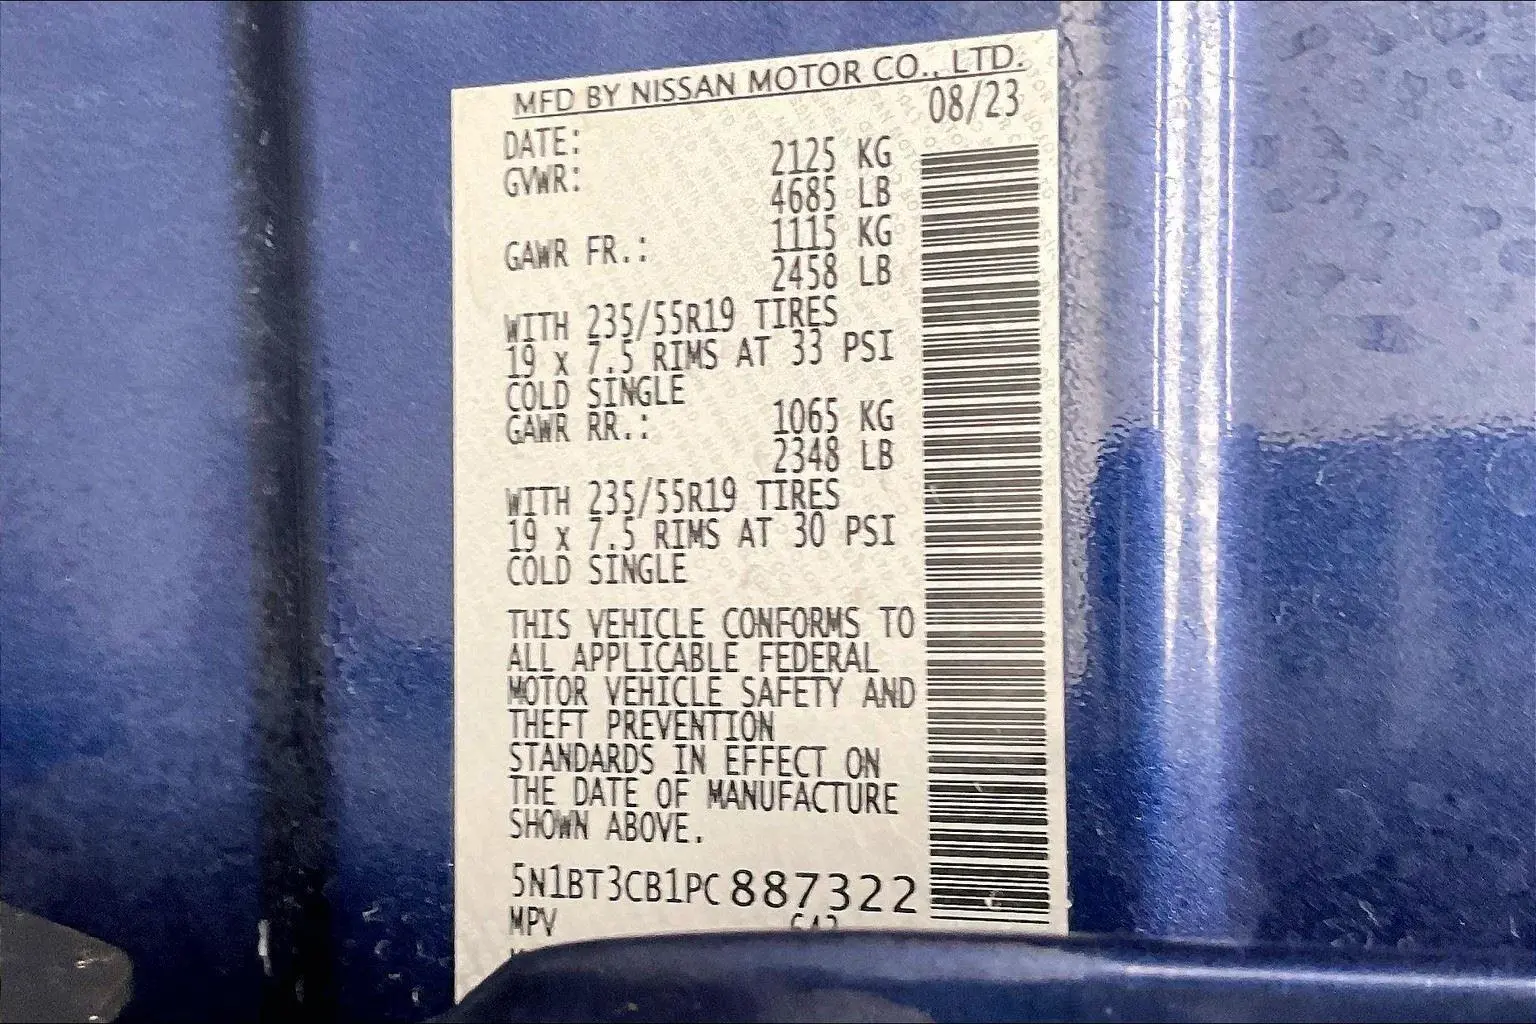 MFD BY NISSAN MOTOR CO., LTD.
DATE: 08/23
GVWR: 2125 KG
4685 LB
GAWR FR.: 1115 KG
2458 LB
WITH 235/55R19 TIRES
19 x 7.5 RIMS AT 33 PSI
COLD SINGLE
GAWR RR.: 1065 KG
2348 LB
WITH 235/55R19 TIRES
19 x 7.5 RIMS AT 30 PSI
COLD SINGLE
THIS VEHICLE CONFORMS TO
ALL APPLICABLE FEDERAL
MOTOR VEHICLE SAFETY AND
THEFT PREVENTION
STANDARDS IN EFFECT ON
THE DATE OF MANUFACTURE
SHOWN ABOVE.
5N1BT3CB1PC887322
MPV